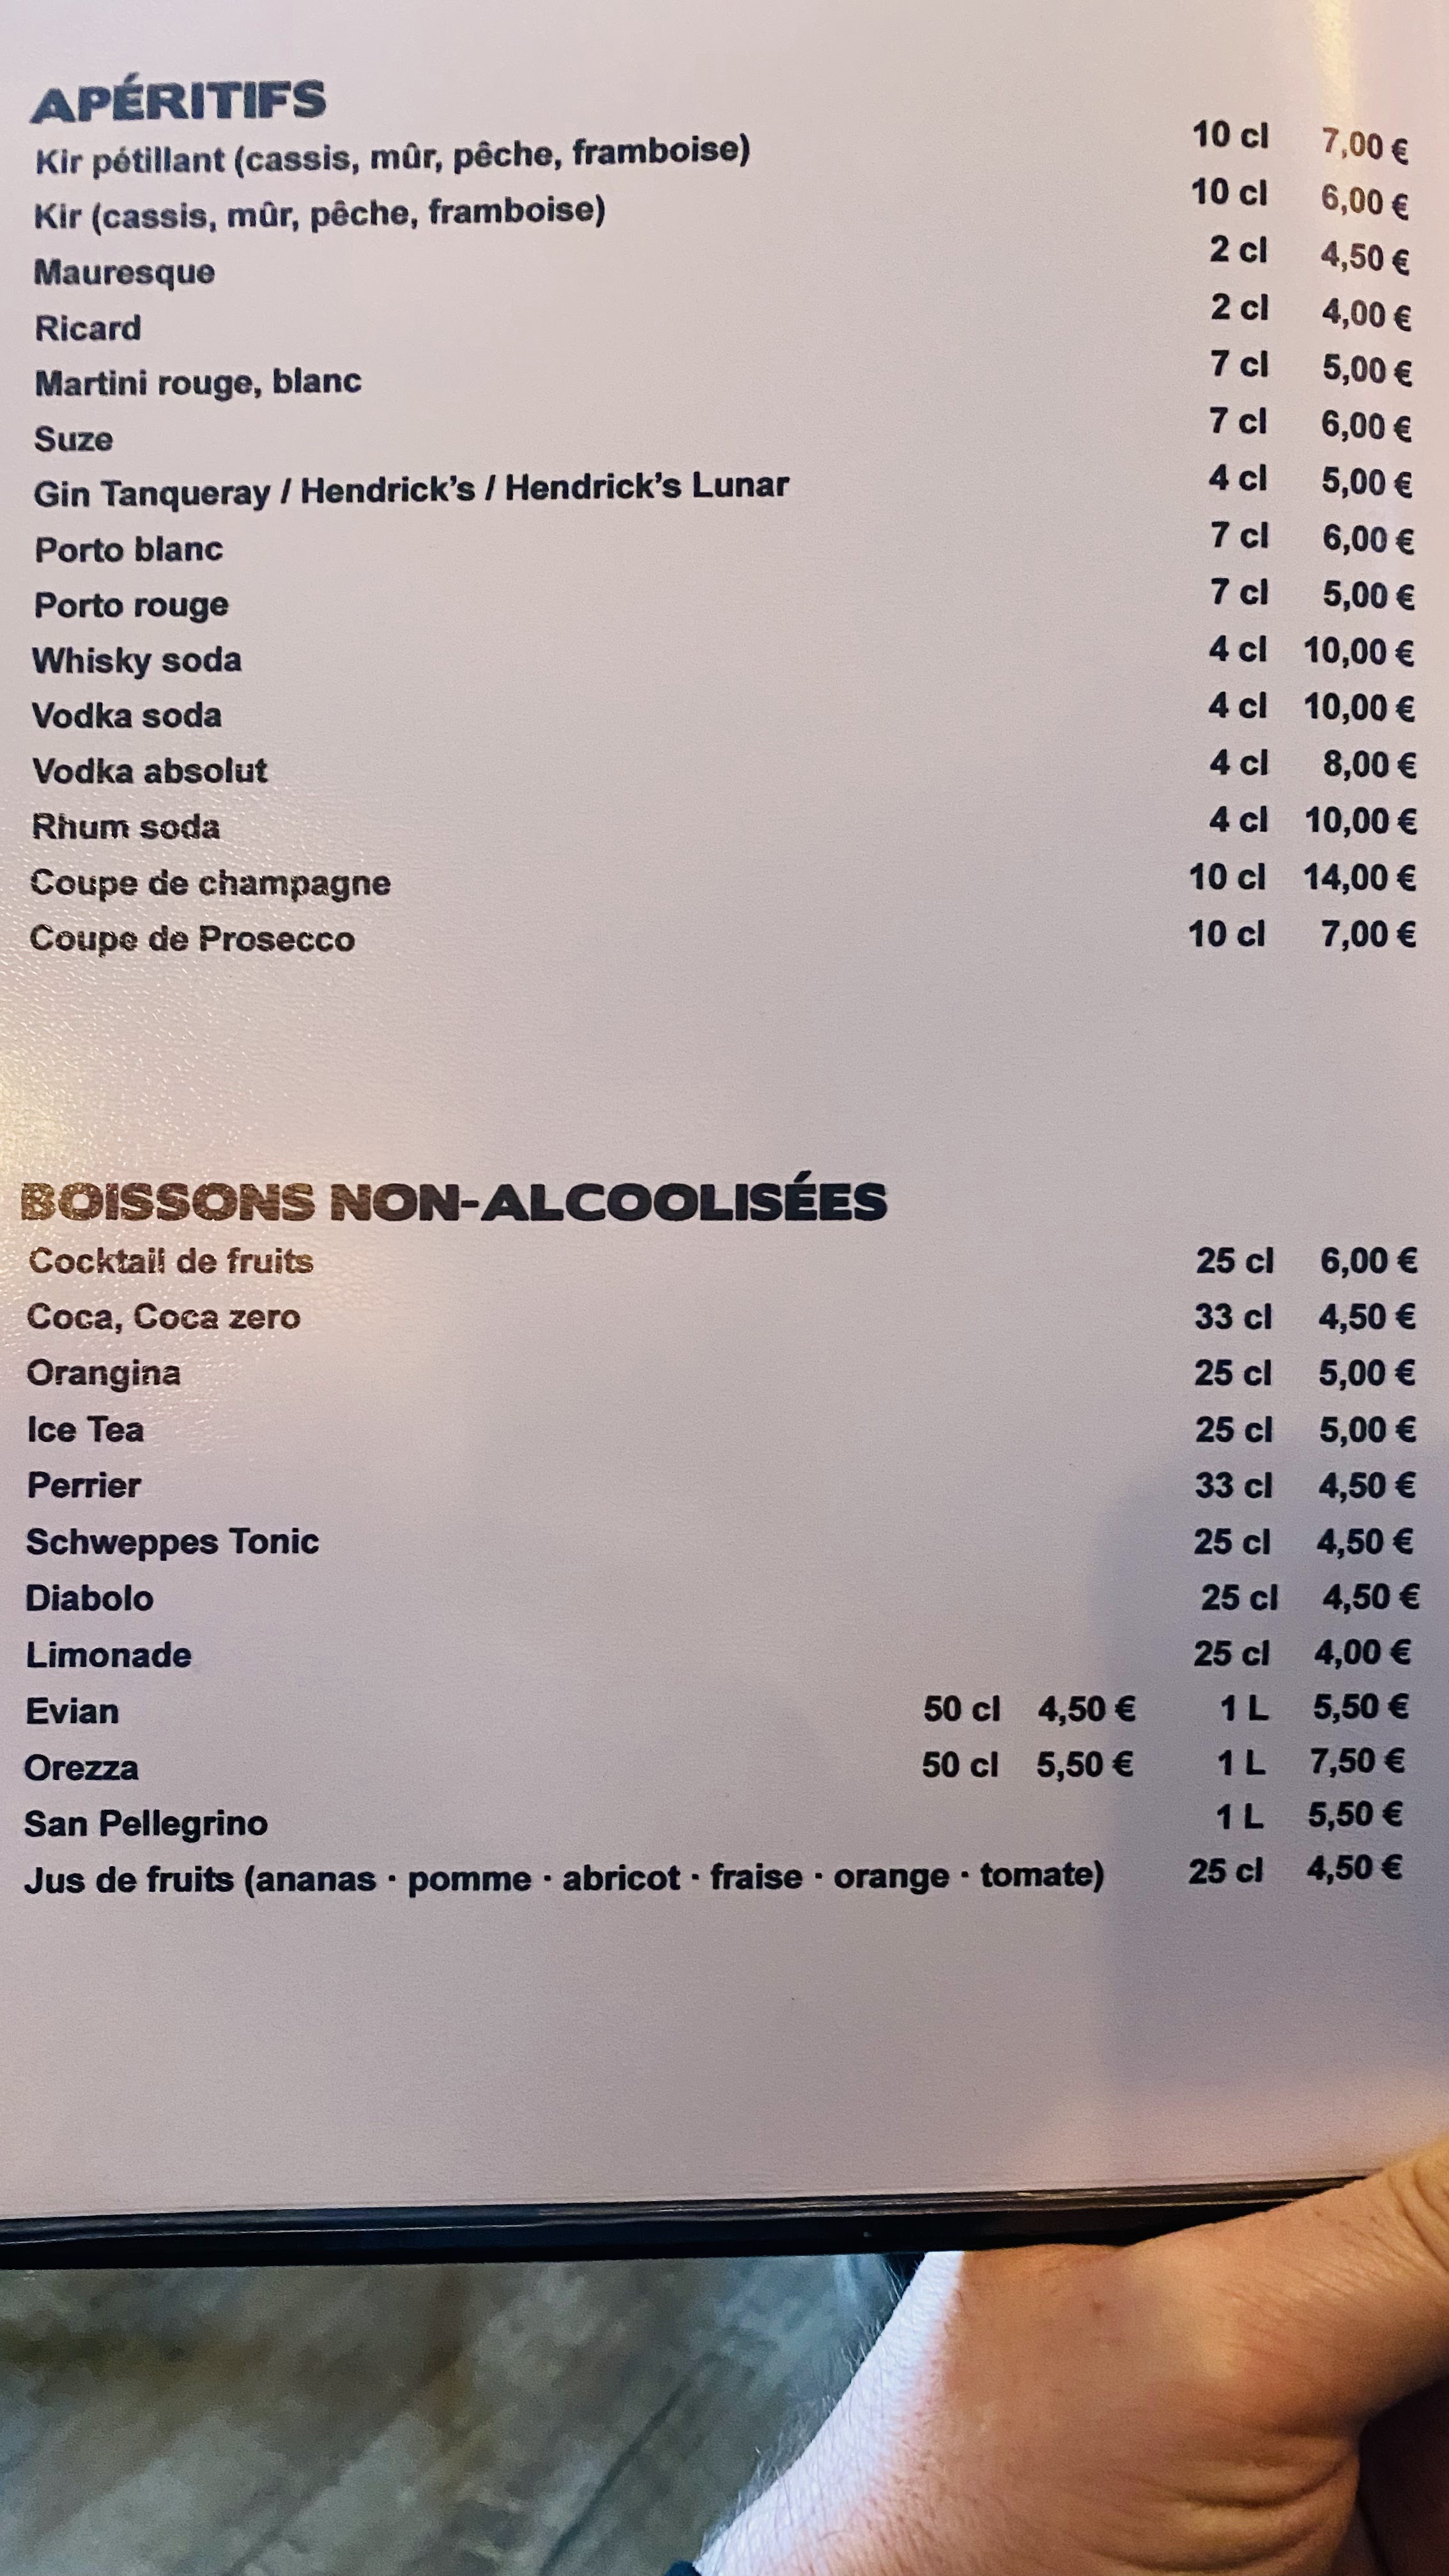 APÉRITIFS
Kir pétillant (cassis, mûr, pêche, framboise) 10 cl 7,00 €
Kir (cassis, mûr, pêche, framboise) 10 cl 6,00 €
Mauresque 2 cl 4,50 €
Ricard 2 cl 4,00 €
Martini rouge, blanc 7 cl 5,00 €
Suze 7 cl 6,00 €
Gin Tanqueray / Hendrick’s / Hendrick’s Lunar 4 cl 5,00 €
Porto blanc 7 cl 6,00 €
Porto rouge 7 cl 5,00 €
Whisky soda 4 cl 10,00 €
Vodka soda 4 cl 10,00 €
Vodka absolut 4 cl 8,00 €
Rhum soda 4 cl 10,00 €
Coupe de champagne 10 cl 14,00 €
Coupe de Prosecco 10 cl 7,00 €
BOISSONS NON-ALCOOLISÉES
Cocktail de fruits 25 cl 6,00 €
Coca, Coca zero 33 cl 4,50 €
Orangina 25 cl 5,00 €
Ice Tea 25 cl 5,00 €
Perrier 33 cl 4,50 €
Schweppes Tonic 25 cl 4,50 €
Diabolo 25 cl 4,50 €
Limonade 25 cl 4,00 €
Evian 50 cl 4,50 € 1 L 5,50 €
Orezza 50 cl 5,50 € 1 L 7,50 €
San Pellegrino 1 L 5,50 €
Jus de fruits (ananas · pomme · abricot · fraise · orange · tomate) 25 cl 4,50 €